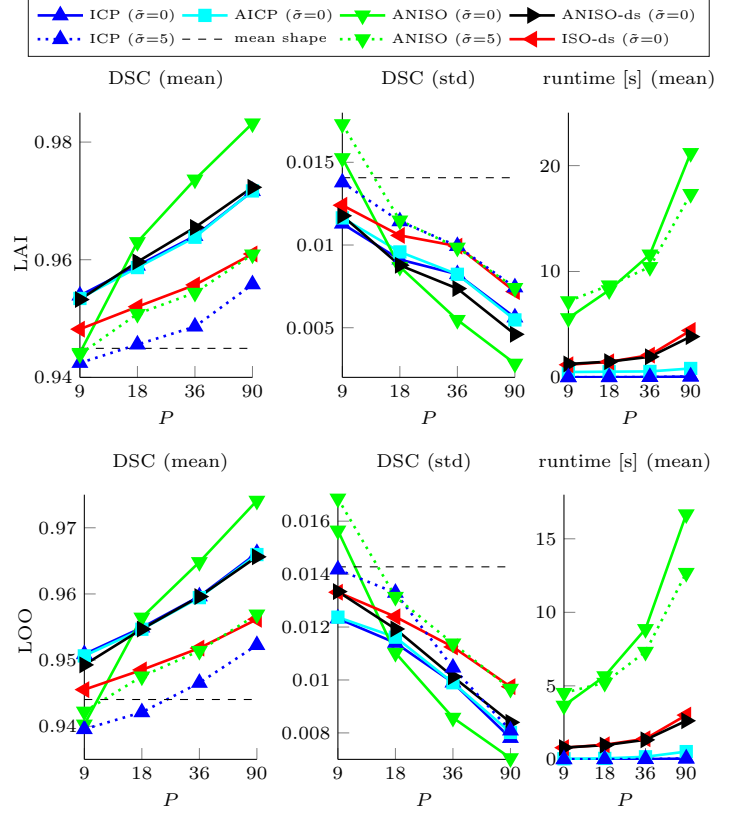 ICP (σ̃=0) AICP (σ̃=0) ANISO (σ̃=0) ANISO-ds (σ̃=0)
ICP (σ̃=5) mean shape ANISO (σ̃=5) ISO-ds (σ̃=0)
DSC (mean) DSC (std) runtime [s] (mean)
LAI
0.98
0.96
0.94
9 18 36 90
P
0.015
0.01
0.005
9 18 36 90
P
20
10
0
9 18 36 90
P
DSC (mean) DSC (std) runtime [s] (mean)
LOO
0.97
0.96
0.95
0.94
9 18 36 90
P
0.016
0.014
0.012
0.01
0.008
9 18 36 90
P
15
10
5
0
9 18 36 90
P